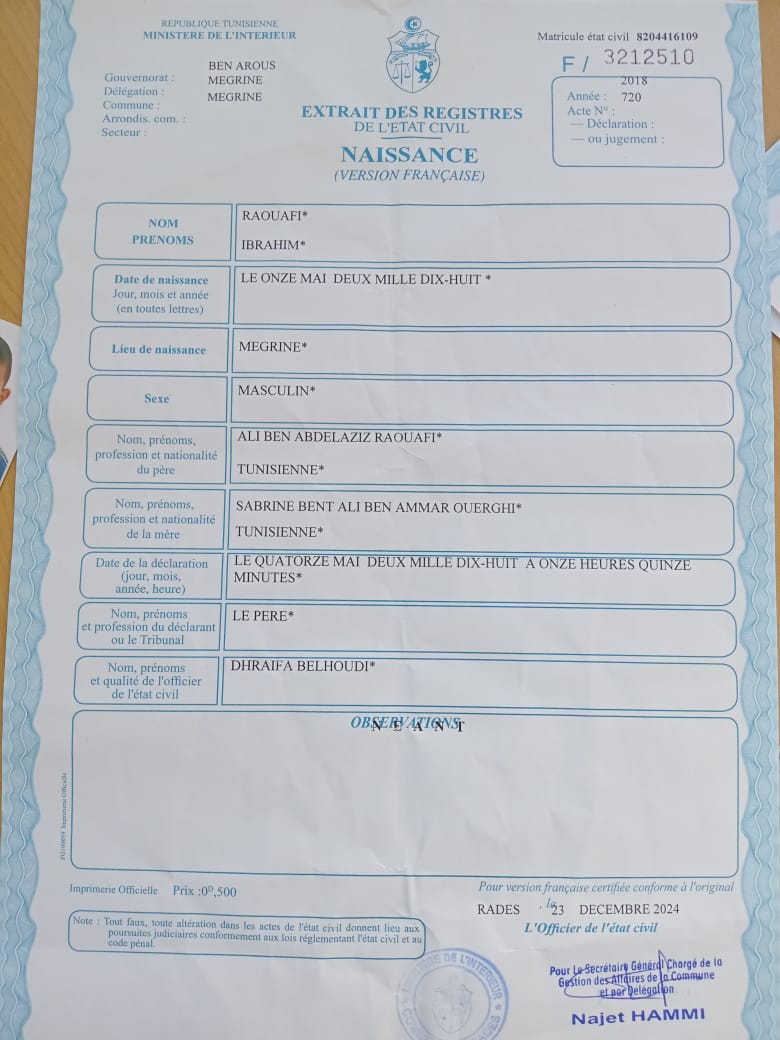 REPUBLIQUE TUNISIENNE
MINISTERE DE L'INTERIEUR
Matricule état civil 8204416109
F / 3212510
Gouvernorat : BEN AROUS
Délégation : MEGRINE
Commune : MEGRINE
Arrondis. com. :
Secteur :
2018
Année : 720
Acte N° :
— Déclaration :
— ou jugement :
EXTRAIT DES REGISTRES
DE L'ETAT CIVIL
NAISSANCE
(VERSION FRANÇAISE)
NOM
PRENOMS
RAOUAFI*
IBRAHIM*
Date de naissance
Jour, mois et année
(en toutes lettres)
LE ONZE MAI DEUX MILLE DIX-HUIT *
Lieu de naissance
MEGRINE*
Sexe
MASCULIN*
Nom, prénoms,
profession et nationalité
du père
ALI BEN ABDELAZIZ RAOUAFI*
TUNISIENNE*
Nom, prénoms,
profession et nationalité
de la mère
SABRINE BENT ALI BEN AMMAR OUERGHI*
TUNISIENNE*
Date de la déclaration
(jour, mois,
année, heure)
LE QUATORZE MAI DEUX MILLE DIX-HUIT A ONZE HEURES QUINZE
MINUTES*
Nom, prénoms
et profession du déclarant
ou le Tribunal
LE PERE*
Nom, prénoms
et qualité de l'officier
de l'état civil
DHRAIFA BELHOUDI*
OBSERVATIONS
N E A N T
Imprimerie Officielle Prix :0ᴰ,500
Pour version française certifiée conforme à l'original
RADES le 23 DECEMBRE 2024
L'Officier de l'état civil
Note : Tout faux, toute altération dans les actes de l'état civil donnent lieu aux
poursuites judiciaires conformement aux lois réglementant l'état civil et au
code pénal.
Pour Le Secrétaire Général Chargé de la
Gestion des Affaires de la Commune
et par Délégation
Najet HAMMI